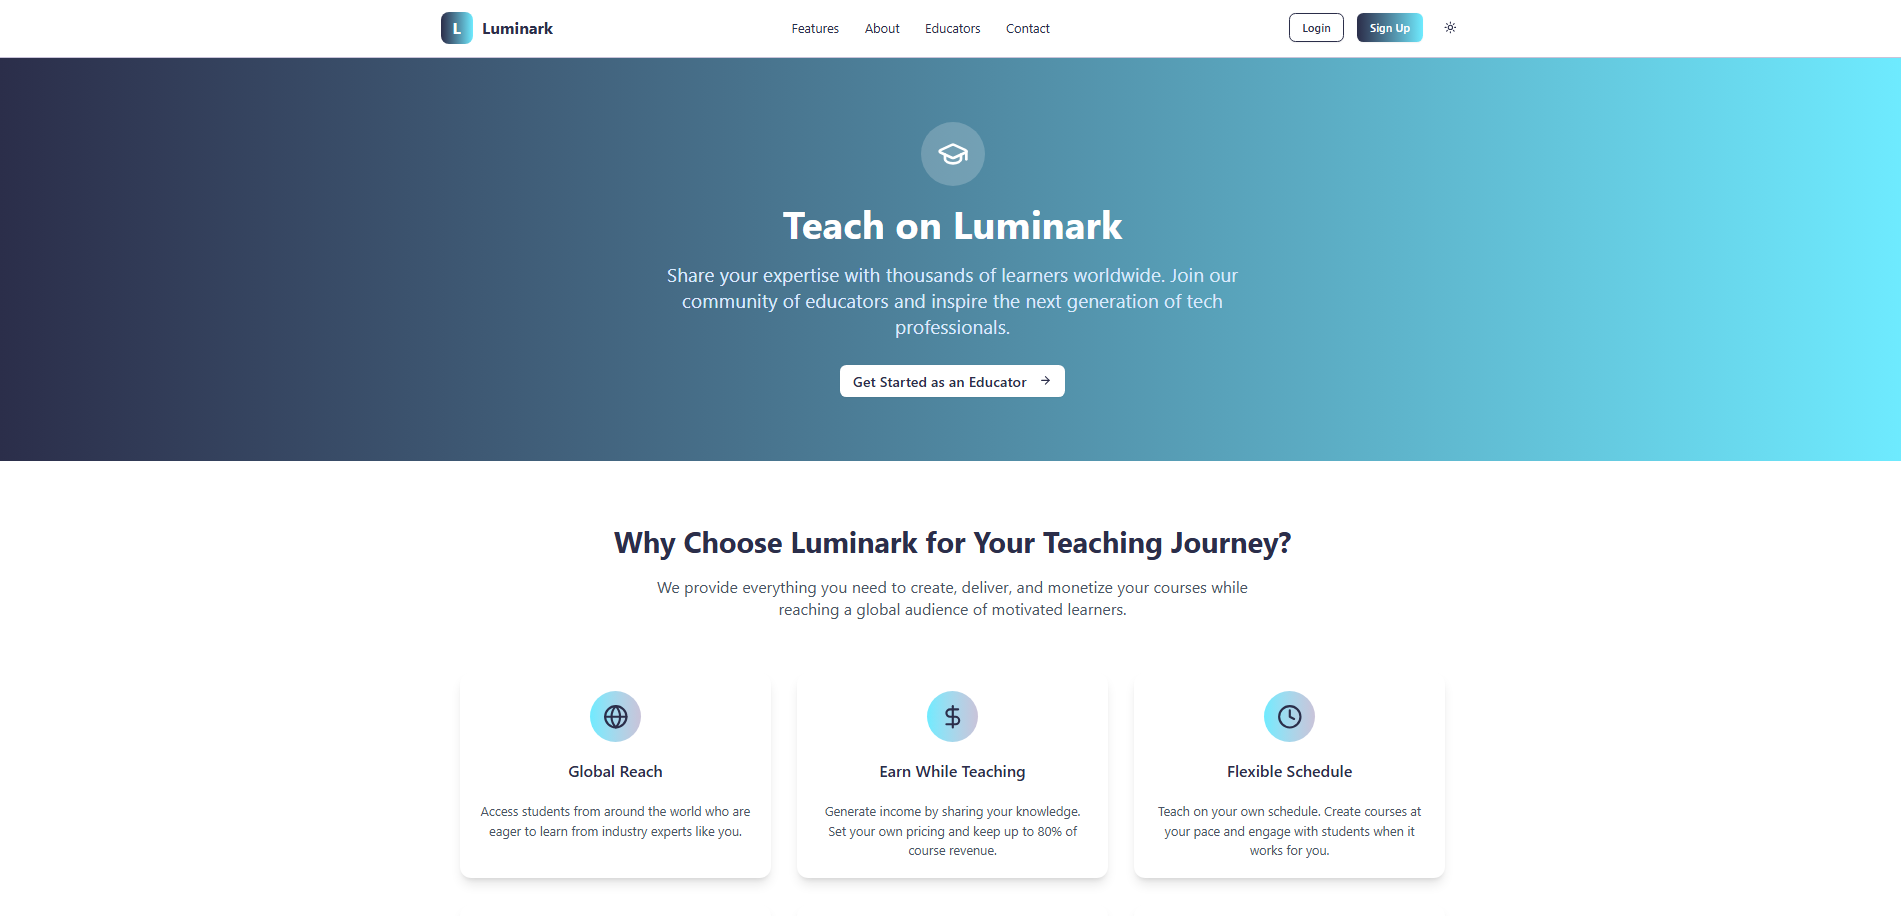 L Luminark
Features About Educators Contact
Login Sign Up
Teach on Luminark
Share your expertise with thousands of learners worldwide. Join our
community of educators and inspire the next generation of tech
professionals.
Get Started as an Educator
Why Choose Luminark for Your Teaching Journey?
We provide everything you need to create, deliver, and monetize your courses while
reaching a global audience of motivated learners.
Global Reach
Access students from around the world who are
eager to learn from industry experts like you.
Earn While Teaching
Generate income by sharing your knowledge.
Set your own pricing and keep up to 80% of
course revenue.
Flexible Schedule
Teach on your own schedule. Create courses at
your pace and engage with students when it
works for you.